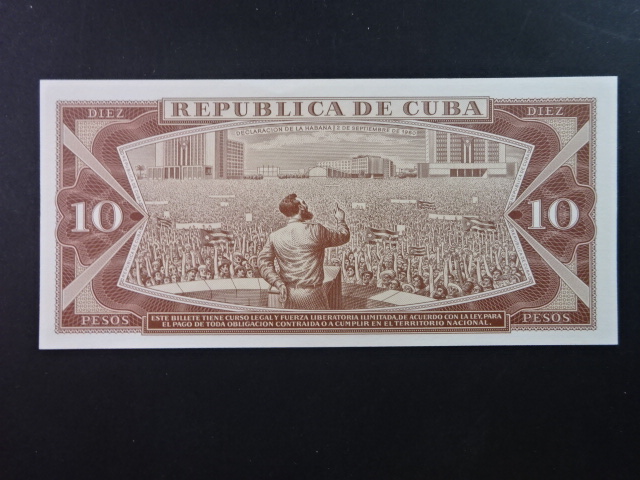 DIEZ REPUBLICA DE CUBA DIEZ
DECLARACION DE LA HABANA 2 DE SEPTIEMBRE DE 1960
10 10
PESOS PESOS
ESTE BILLETE TIENE CURSO LEGAL Y FUERZA LIBERATORIA ILIMITADA, DE ACUERDO CON LA LEY, PARA
EL PAGO DE TODA OBLIGACION CONTRAIDA O A CUMPLIR EN EL TERRITORIO NACIONAL.